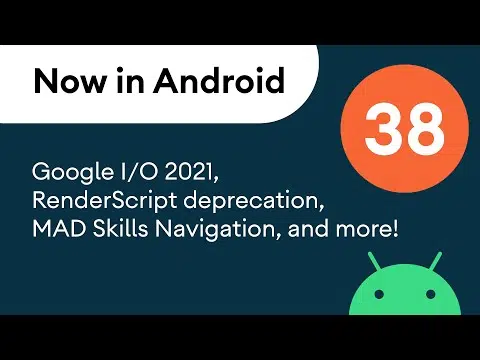 Now in Android
38
Google I/O 2021,
RenderScript deprecation,
MAD Skills Navigation, and more!